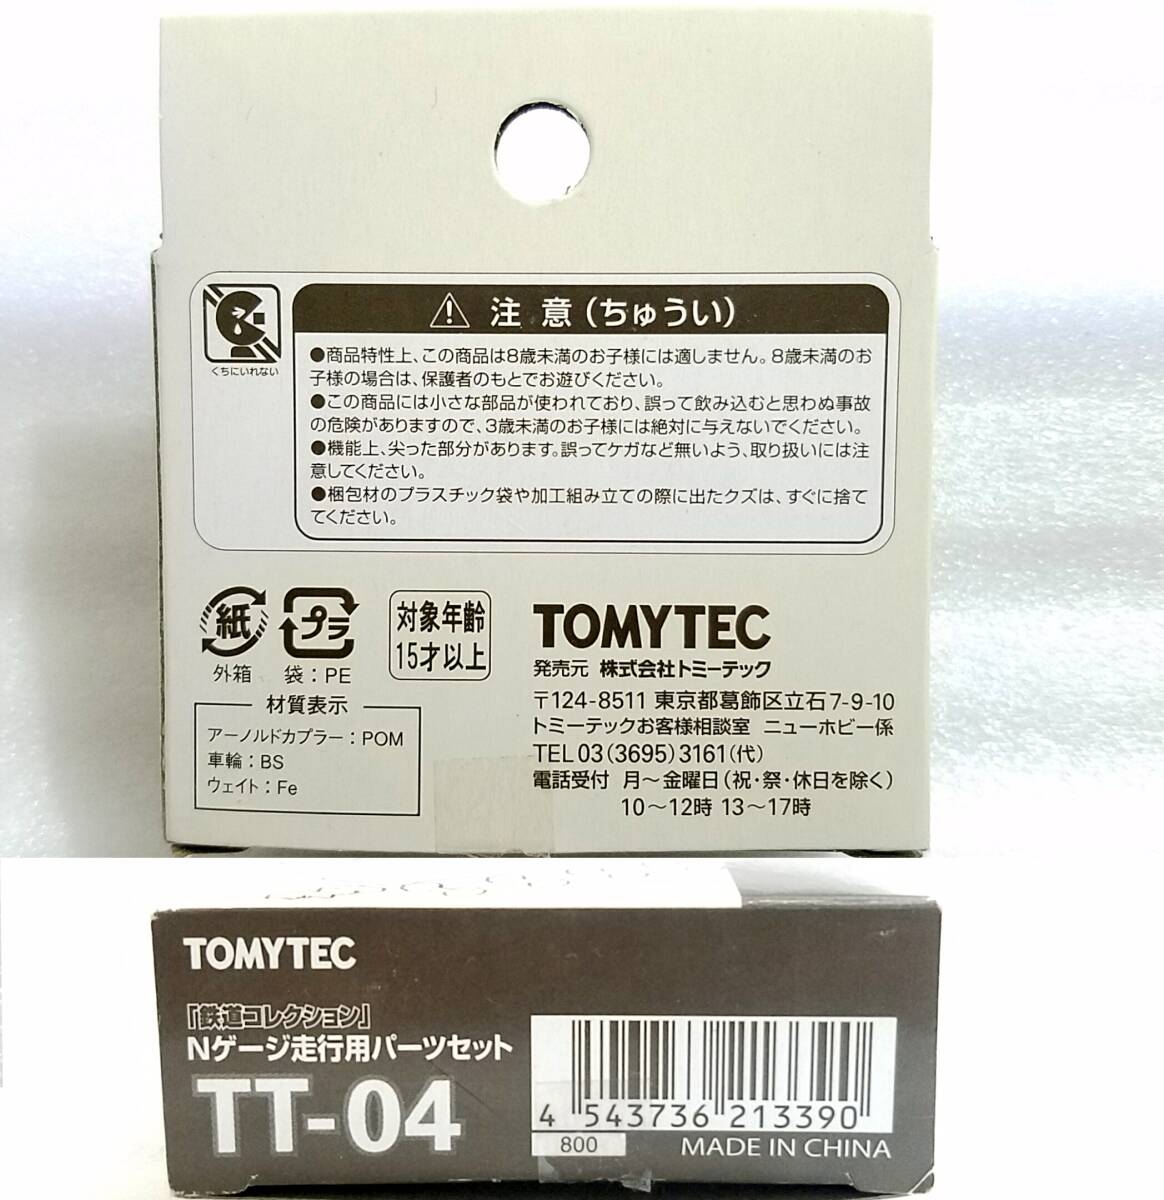 ⚠ 注意(ちゅうい)
くちにいれない
●商品特性上、この商品は8歳未満のお子様には適しません。8歳未満のお
子様の場合は、保護者のもとでお遊びください。
●この商品には小さな部品が使われており、誤って飲み込むと思わぬ事故
の危険がありますので、3歳未満のお子様には絶対に与えないでください。
●機能上、尖った部分があります。誤ってケガなど無いよう、取り扱いには注
意してください。
●梱包材のプラスチック袋や加工組み立ての際に出たクズは、すぐに捨て
てください。
紙
外箱
プラ
袋:PE
対象年齢
15才以上
材質表示
アーノルドカプラー:POM
車輪:BS
ウェイト:Fe
TOMYTEC
発売元 株式会社トミーテック
〒124-8511 東京都葛飾区立石7-9-10
トミーテックお客様相談室 ニューホビー係
TEL03(3695)3161(代)
電話受付 月~金曜日(祝・祭・休日を除く)
10~12時 13~17時
TOMYTEC
「鉄道コレクション」
Nゲージ走行用パーツセット
TT-04
4 543736 213390
800
MADE IN CHINA